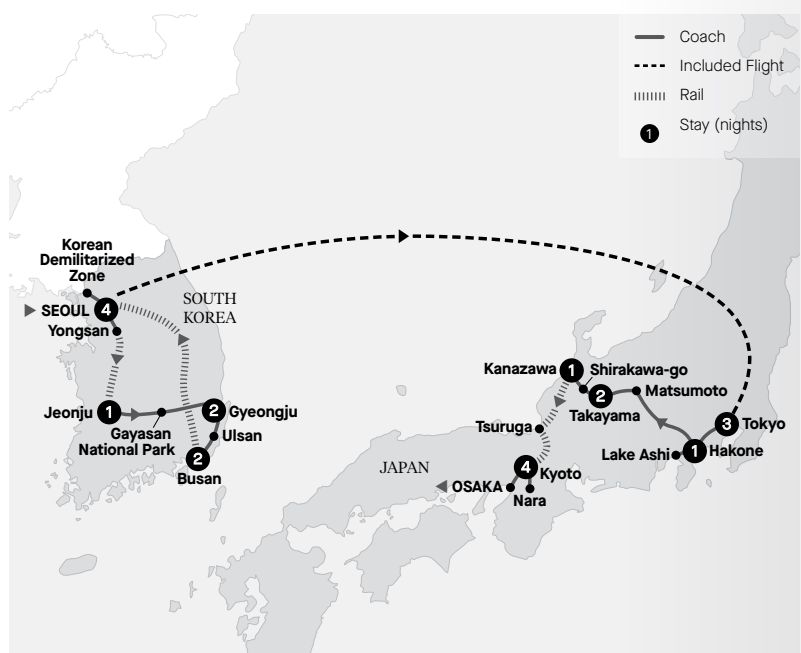 Coach
Included Flight
Rail
1 Stay (nights)
Korean
Demilitarized
Zone
SEOUL 4
Yongsan
SOUTH
KOREA
Jeonju 1
Gayasan
National Park
2 Gyeongju
Ulsan
2
Busan
Kanazawa 1
Shirakawa-go
2
Takayama
Matsumoto
3 Tokyo
Lake Ashi
1 Hakone
Tsuruga
JAPAN
4 Kyoto
OSAKA
Nara